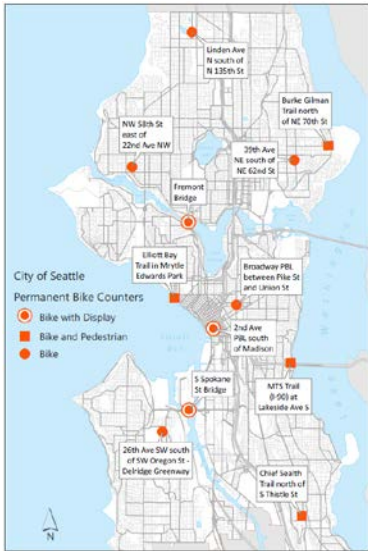 Linden Ave
N south of
N 135th St
Burke Gilman
Trail north
of NE 70th St
NW 58th St
east of
22nd Ave NW
39th Ave
NE south of
NE 62nd St
Fremont
Bridge
Elliott Bay
Trail in Myrtle
Edwards Park
Broadway PBL
between Pike St
and Union St
City of Seattle
Permanent Bike Counters
Bike with Display
Bike and Pedestrian
Bike
2nd Ave
PBL south
of Madison
MTS Trail
(I-90) at
Lakeside Ave S
S Spokane
St Bridge
26th Ave SW south
of SW Oregon St -
Delridge Greenway
Chief Sealth
Trail north of
S Thistle St
N